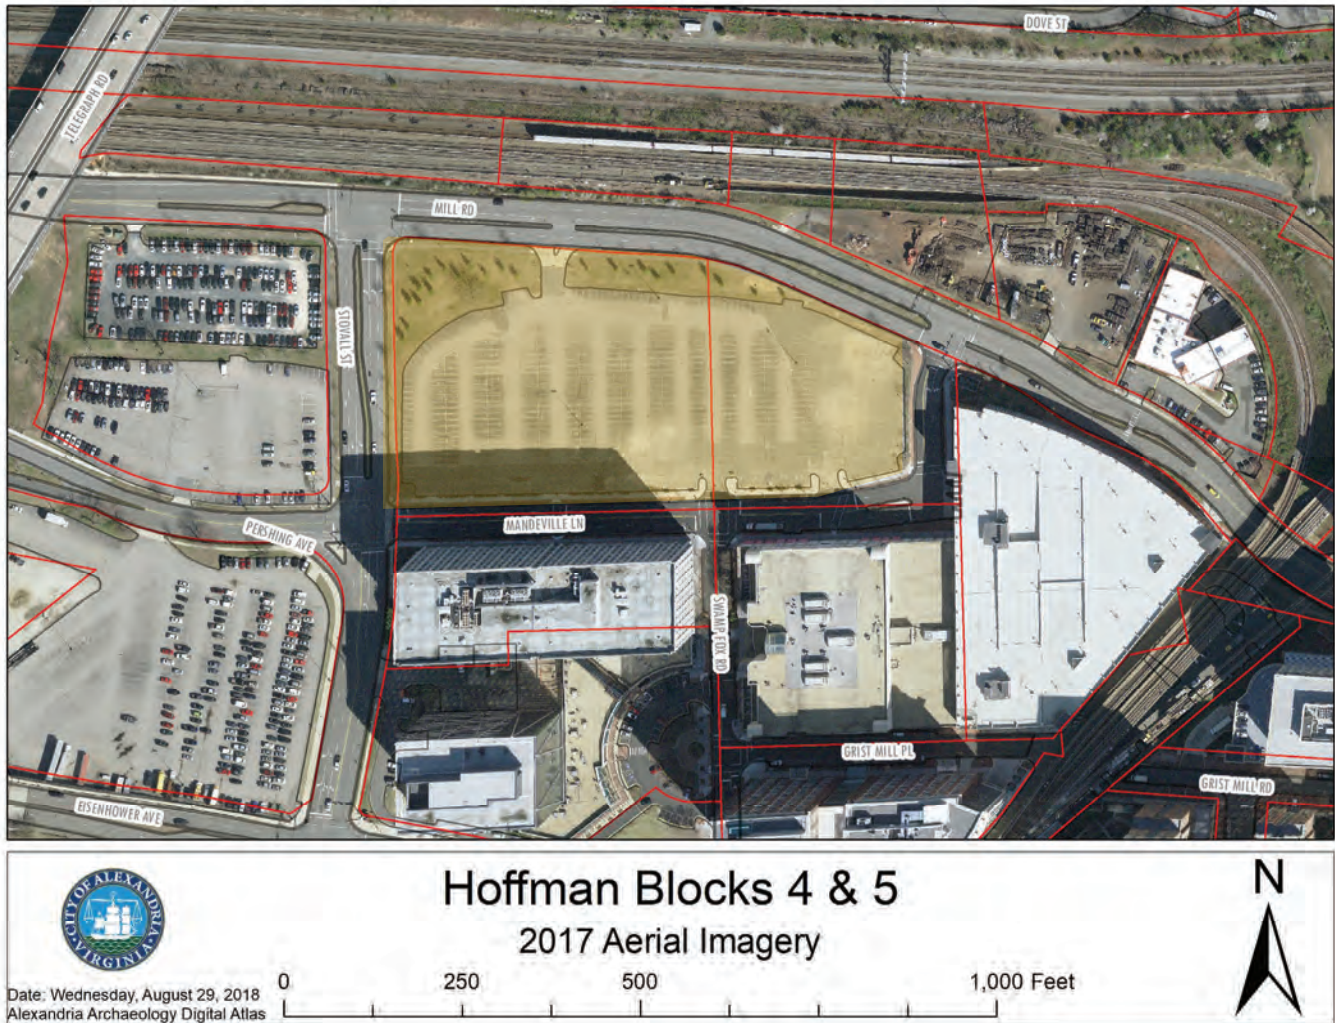 DOVE ST
TELEGRAPH RD
MILL RD
STOVALL ST
PERSHING AVE
MANDEVILLE LN
SWAMP FOX RD
GRIST MILL PL
GRIST MILL RD
EISENHOWER AVE
CITY OF ALEXANDRIA
VIRGINIA
Hoffman Blocks 4 & 5
2017 Aerial Imagery
N
0 250 500 1,000 Feet
Date: Wednesday, August 29, 2018
Alexandria Archaeology Digital Atlas